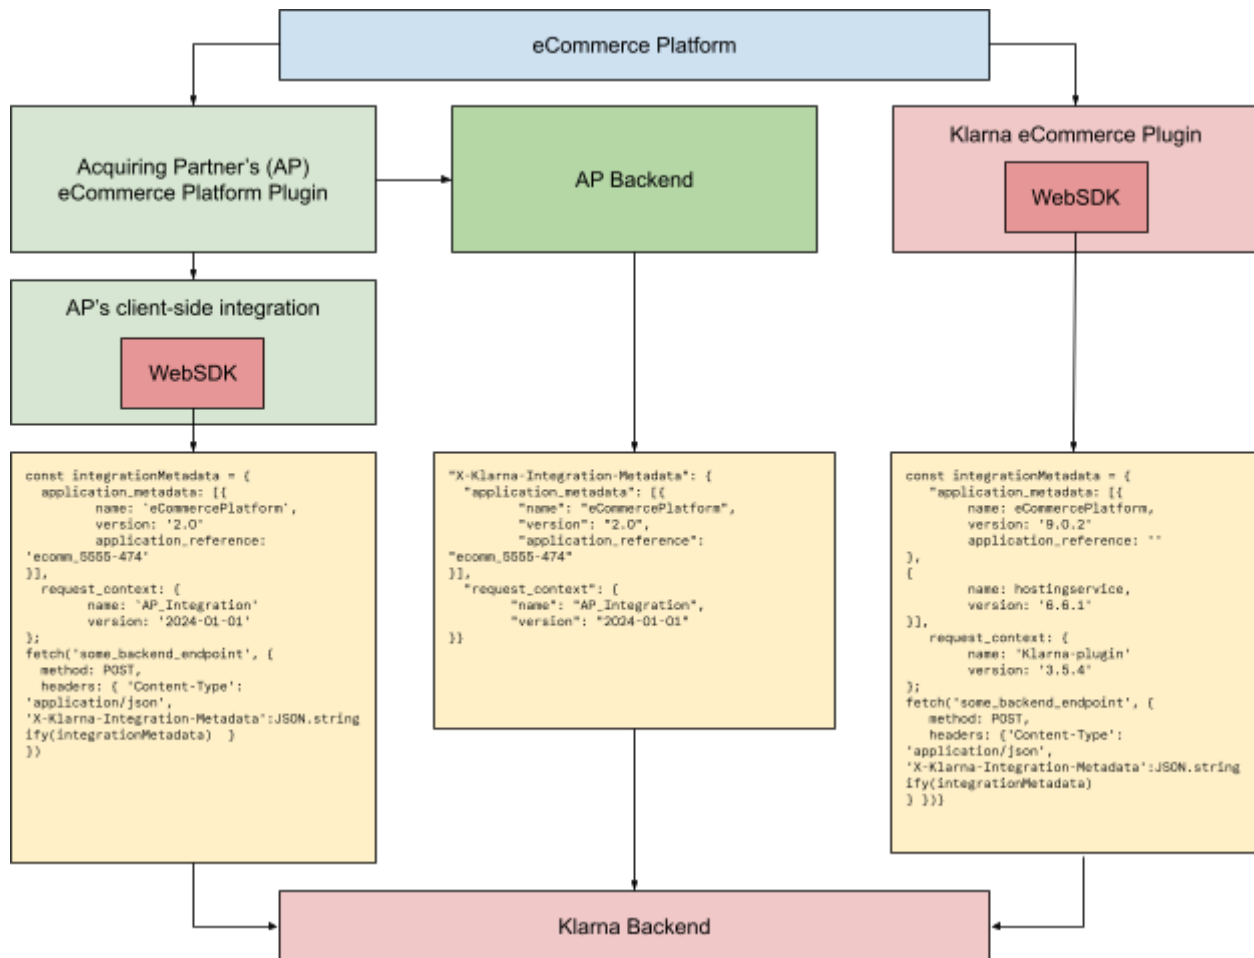 eCommerce Platform
Acquiring Partner's (AP)
eCommerce Platform Plugin
AP Backend
Klarna eCommerce Plugin
WebSDK
AP's client-side integration
WebSDK
const integrationMetadata = {
application_metadata: [{
name: `eCommercePlatform`,
version: '2.0'
application_reference:
'ecomm_5555-474'
}],
request_context: {
name: `AP_Integration'
version: '2024-01-01'
};
fetch('some_backend_endpoint', {
method: POST,
headers: { 'Content-Type':
'application/json',
'X-Klarna-Integration-Metadata':JSON.string
ify(integrationMetadata) }
})
"X-Klarna-Integration-Metadata": {
"application_metadata": [{
"name": "eCommercePlatform",
"version": "2.0",
"application_reference":
"ecomm_5555-474"
}],
"request_context": {
"name": "AP_Integration",
"version": "2024-01-01"
}}
const integrationMetadata = {
"application_metadata: [{
name: eCommercePlatform,
version: '9.0.2'
application_reference: ''
},
{
name: hostingservice,
version: '6.6.1'
}],
request_context: {
name: 'Klarna-plugin'
version: '3.5.4'
};
fetch('some_backend_endpoint', {
method: POST,
headers: {'Content-Type':
'application/json',
'X-Klarna-Integration-Metadata':JSON.string
ify(integrationMetadata)
} })}
Klarna Backend